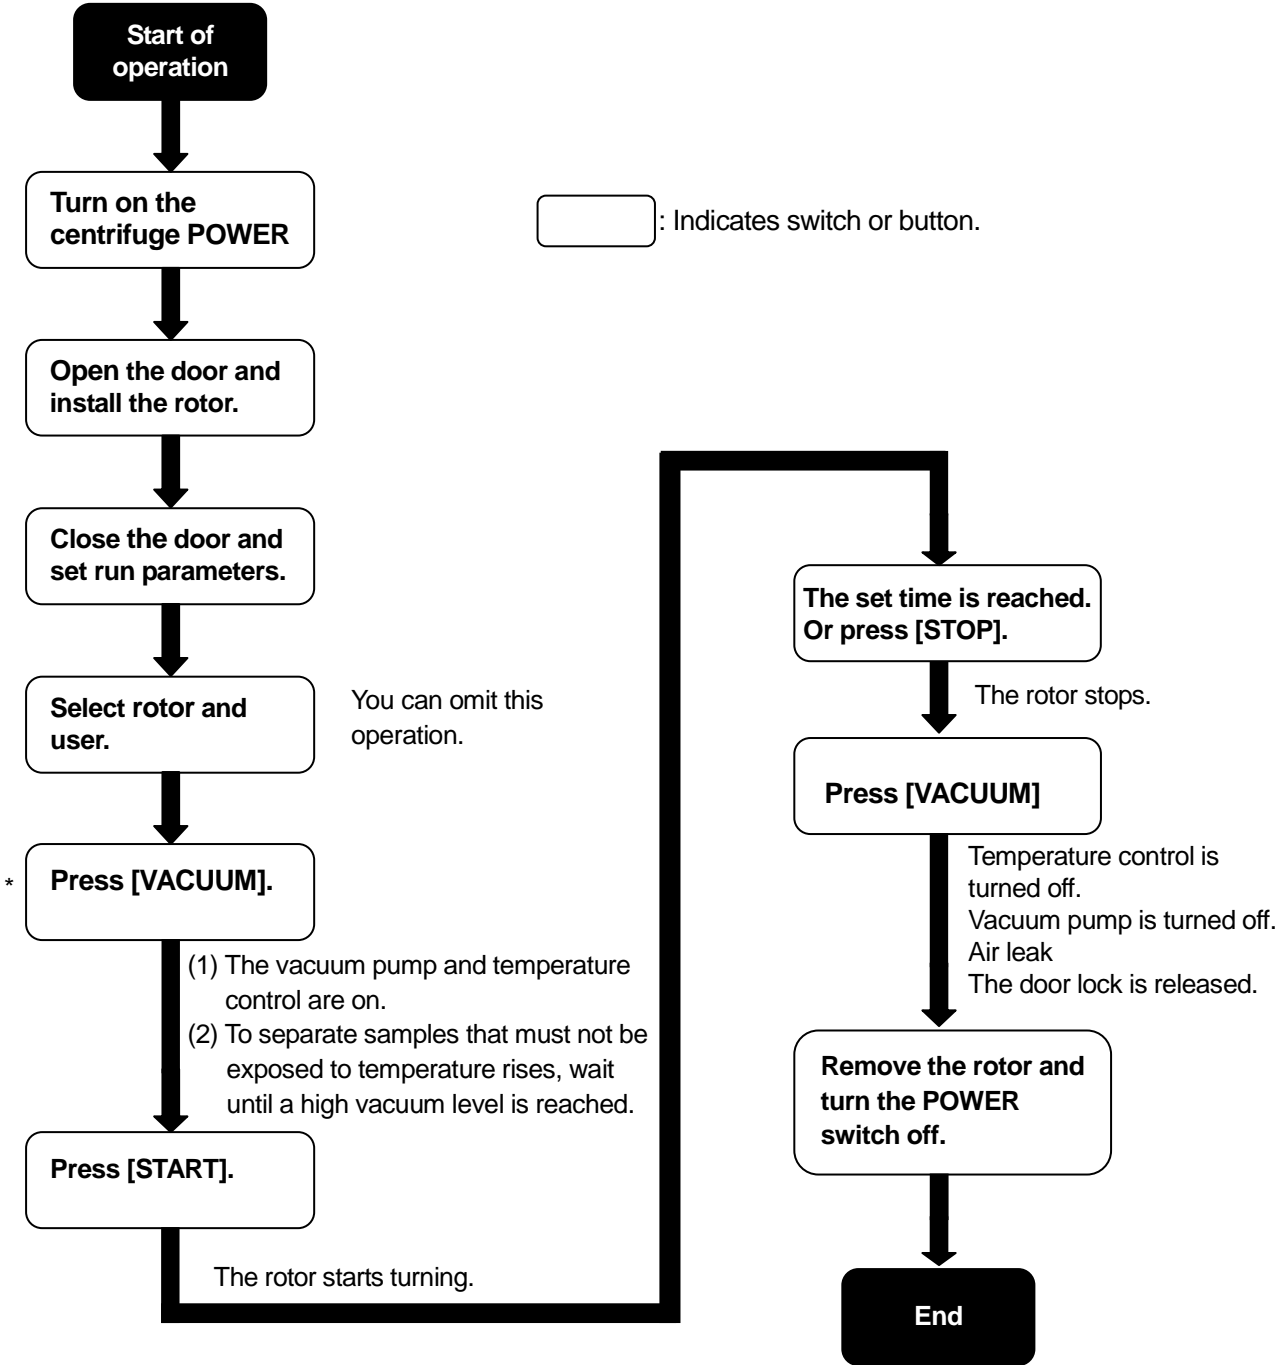 Start of
operation
Turn on the
centrifuge POWER
: Indicates switch or button.
Open the door and
install the rotor.
Close the door and
set run parameters.
Select rotor and
user.
You can omit this
operation.
*
Press [VACUUM].
(1) The vacuum pump and temperature
control are on.
(2) To separate samples that must not be
exposed to temperature rises, wait
until a high vacuum level is reached.
Press [START].
The rotor starts turning.
The set time is reached.
Or press [STOP].
The rotor stops.
Press [VACUUM]
Temperature control is
turned off.
Vacuum pump is turned off.
Air leak
The door lock is released.
Remove the rotor and
turn the POWER
switch off.
End